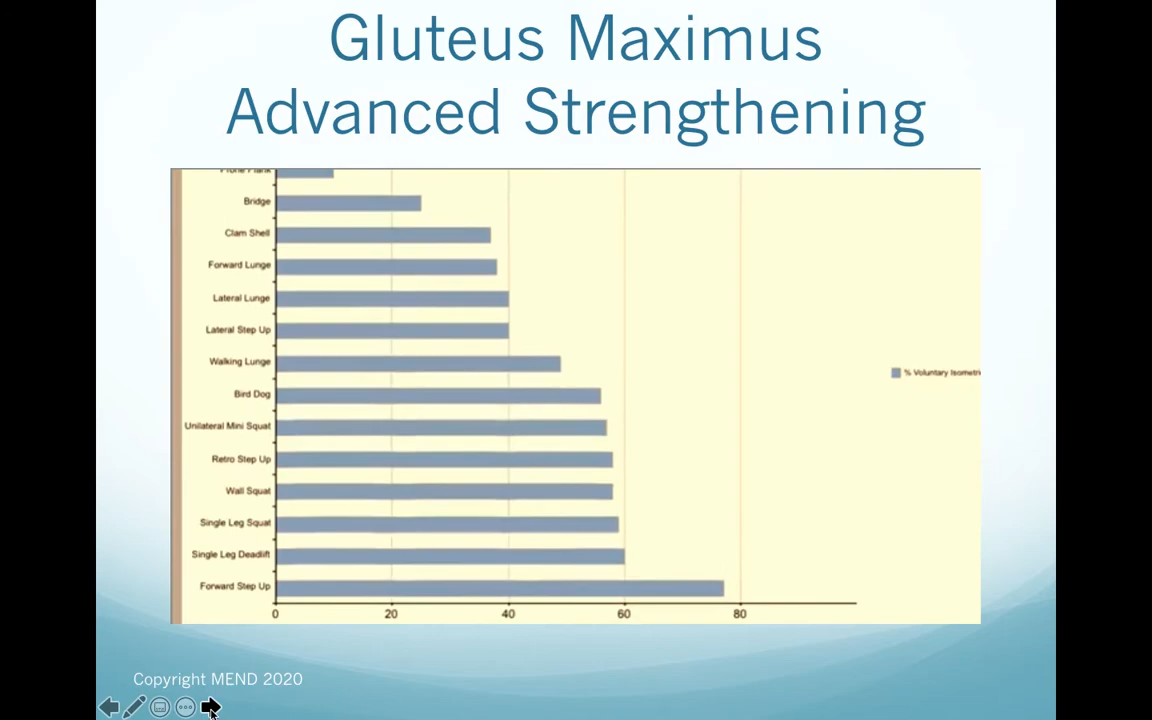 Gluteus Maximus
Advanced Strengthening
Prone Plank
Bridge
Clam Shell
Forward Lunge
Lateral Lunge
Lateral Step Up
Walking Lunge
% Voluntary Isometri
Bird Dog
Unilateral Mini Squat
Retro Step Up
Wall Squat
Single Leg Squat
Single Leg Deadlift
Forward Step Up
0 20 40 60 80
Copyright MEND 2020